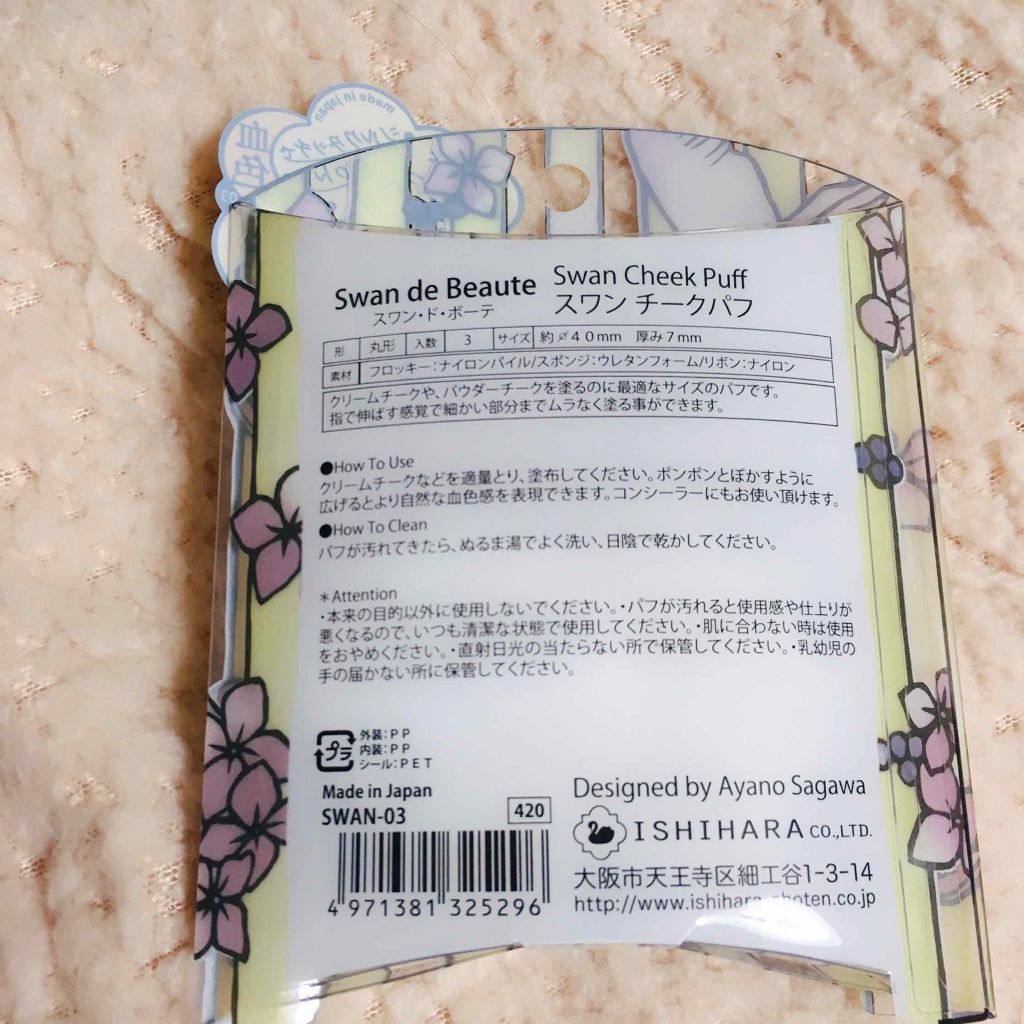 made in Japan
血色
Swan de Beaute
スワン・ド・ボーテ
Swan Cheek Puff
スワン チークパフ
形 丸形 入数 3 サイズ 約⌀40mm 厚み7mm
素材 フロッキー:ナイロンパイル/スポンジ:ウレタンフォーム/リボン:ナイロン
クリームチークや、パウダーチークを塗るのに最適なサイズのパフです。
指で伸ばす感覚で細かい部分までムラなく塗る事ができます。
●How To Use
クリームチークなどを適量とり、塗布してください。ポンポンとぼかすように
広げるとより自然な血色感を表現できます。コンシーラーにもお使い頂けます。
●How To Clean
パフが汚れてきたら、ぬるま湯でよく洗い、日陰で乾かしてください。
*Attention
・本来の目的以外に使用しないでください。・パフが汚れると使用感や仕上りが
悪くなるので、いつも清潔な状態で使用してください。・肌に合わない時は使用
をおやめください。・直射日光の当たらない所で保管してください。・乳幼児の
手の届かない所に保管してください。
プラ
外装:PP
内装:PP
シール:PET
Made in Japan
SWAN-03
420
4 971381 325296
Designed by Ayano Sagawa
ISHIHARA CO.,LTD.
大阪市天王寺区細工谷1-3-14
http://www.ishihara-shoten.co.jp